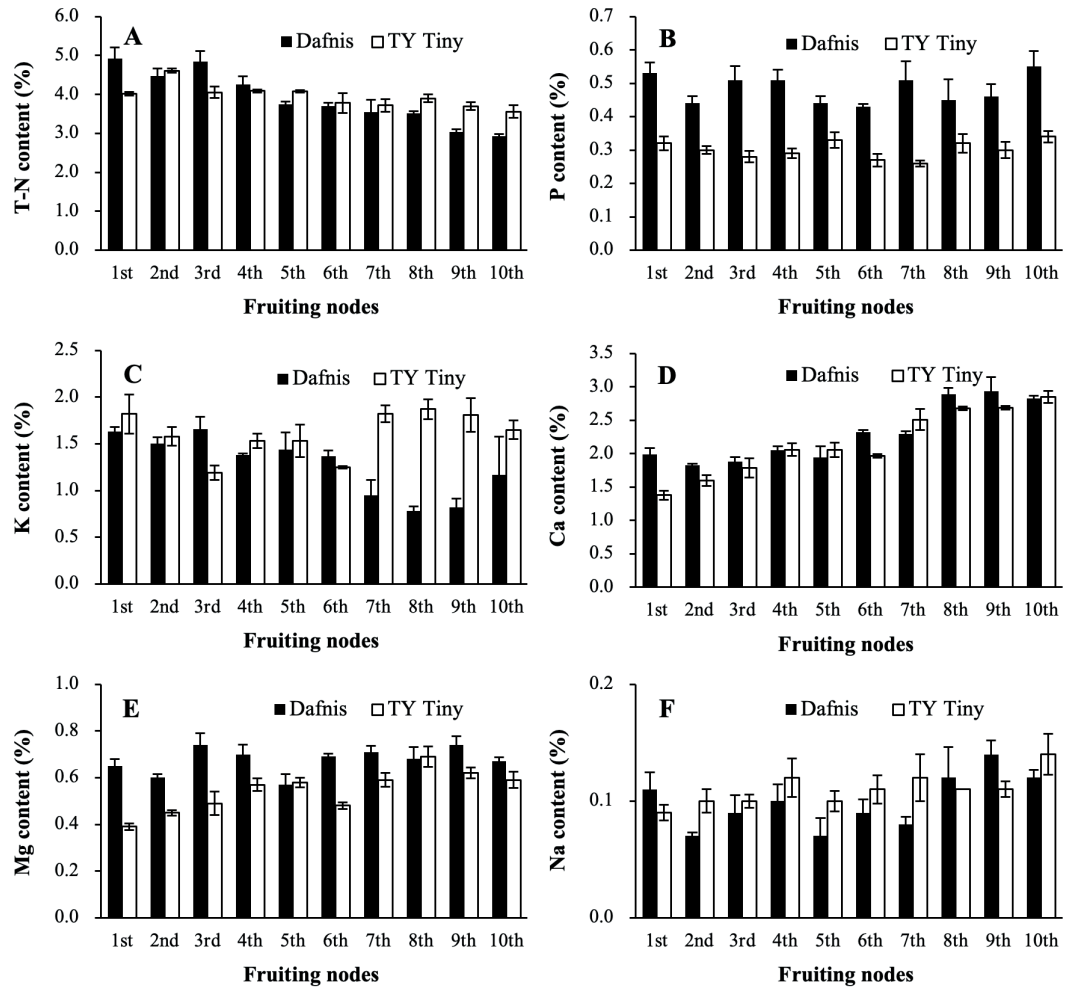 A
Dafnis TY Tiny
T-N content (%)
6.0
5.0
4.0
3.0
2.0
1.0
0.0
1st 2nd 3rd 4th 5th 6th 7th 8th 9th 10th
Fruiting nodes
B
Dafnis TY Tiny
P content (%)
0.7
0.6
0.5
0.4
0.3
0.2
0.1
0.0
1st 2nd 3rd 4th 5th 6th 7th 8th 9th 10th
Fruiting nodes
C
Dafnis TY Tiny
K content (%)
2.5
2.0
1.5
1.0
0.5
0.0
1st 2nd 3rd 4th 5th 6th 7th 8th 9th 10th
Fruiting nodes
D
Dafnis TY Tiny
Ca content (%)
3.5
3.0
2.5
2.0
1.5
1.0
0.5
0.0
1st 2nd 3rd 4th 5th 6th 7th 8th 9th 10th
Fruiting nodes
E
Dafnis TY Tiny
Mg content (%)
1.0
0.8
0.6
0.4
0.2
0.0
1st 2nd 3rd 4th 5th 6th 7th 8th 9th 10th
Fruiting nodes
F
Dafnis TY Tiny
Na content (%)
0.2
0.1
0.0
1st 2nd 3rd 4th 5th 6th 7th 8th 9th 10th
Fruiting nodes